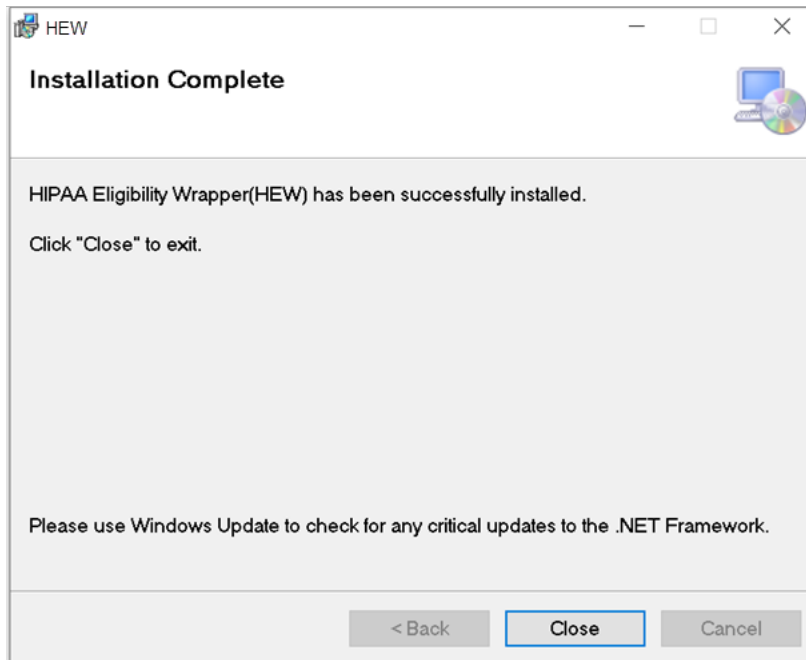 HEW
Installation Complete
HIPAA Eligibility Wrapper(HEW) has been successfully installed.
Click "Close" to exit.
Please use Windows Update to check for any critical updates to the .NET Framework.
< Back Close Cancel